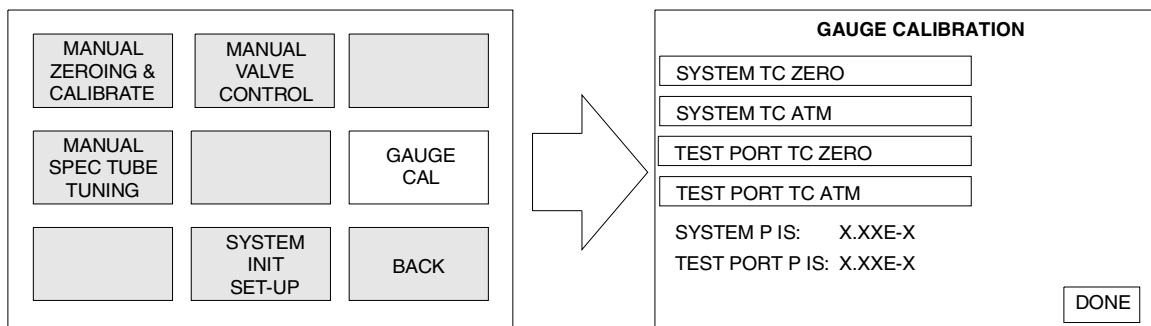 MANUAL
ZEROING &
CALIBRATE
MANUAL
VALVE
CONTROL
MANUAL
SPEC TUBE
TUNING
GAUGE
CAL
SYSTEM
INIT
SET-UP
BACK
GAUGE CALIBRATION
SYSTEM TC ZERO
SYSTEM TC ATM
TEST PORT TC ZERO
TEST PORT TC ATM
SYSTEM P IS: X.XXE-X
TEST PORT P IS: X.XXE-X
DONE